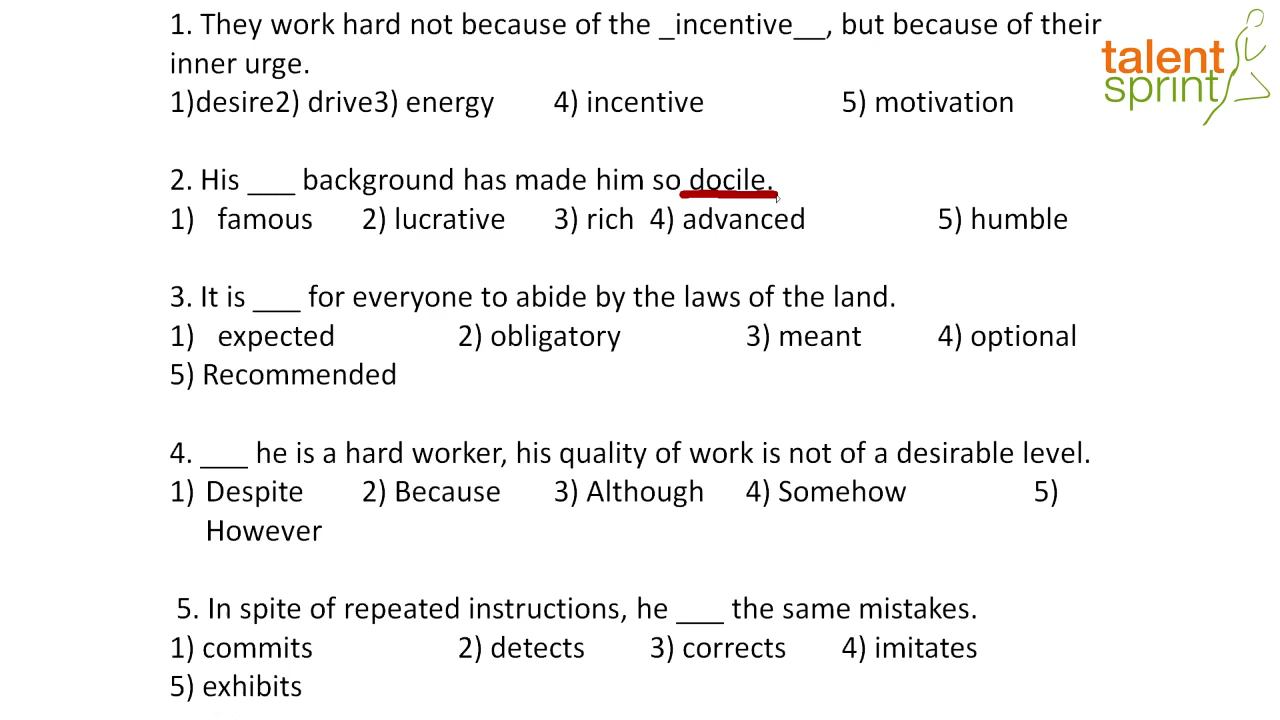 1. They work hard not because of the _incentive__, but because of their
inner urge.
1)desire2) drive3) energy 4) incentive 5) motivation
talent
sprint
2. His ___ background has made him so docile.
1) famous 2) lucrative 3) rich 4) advanced 5) humble
3. It is ___ for everyone to abide by the laws of the land.
1) expected 2) obligatory 3) meant 4) optional
5) Recommended
4. ___ he is a hard worker, his quality of work is not of a desirable level.
1) Despite 2) Because 3) Although 4) Somehow 5)
However
5. In spite of repeated instructions, he ___ the same mistakes.
1) commits 2) detects 3) corrects 4) imitates
5) exhibits